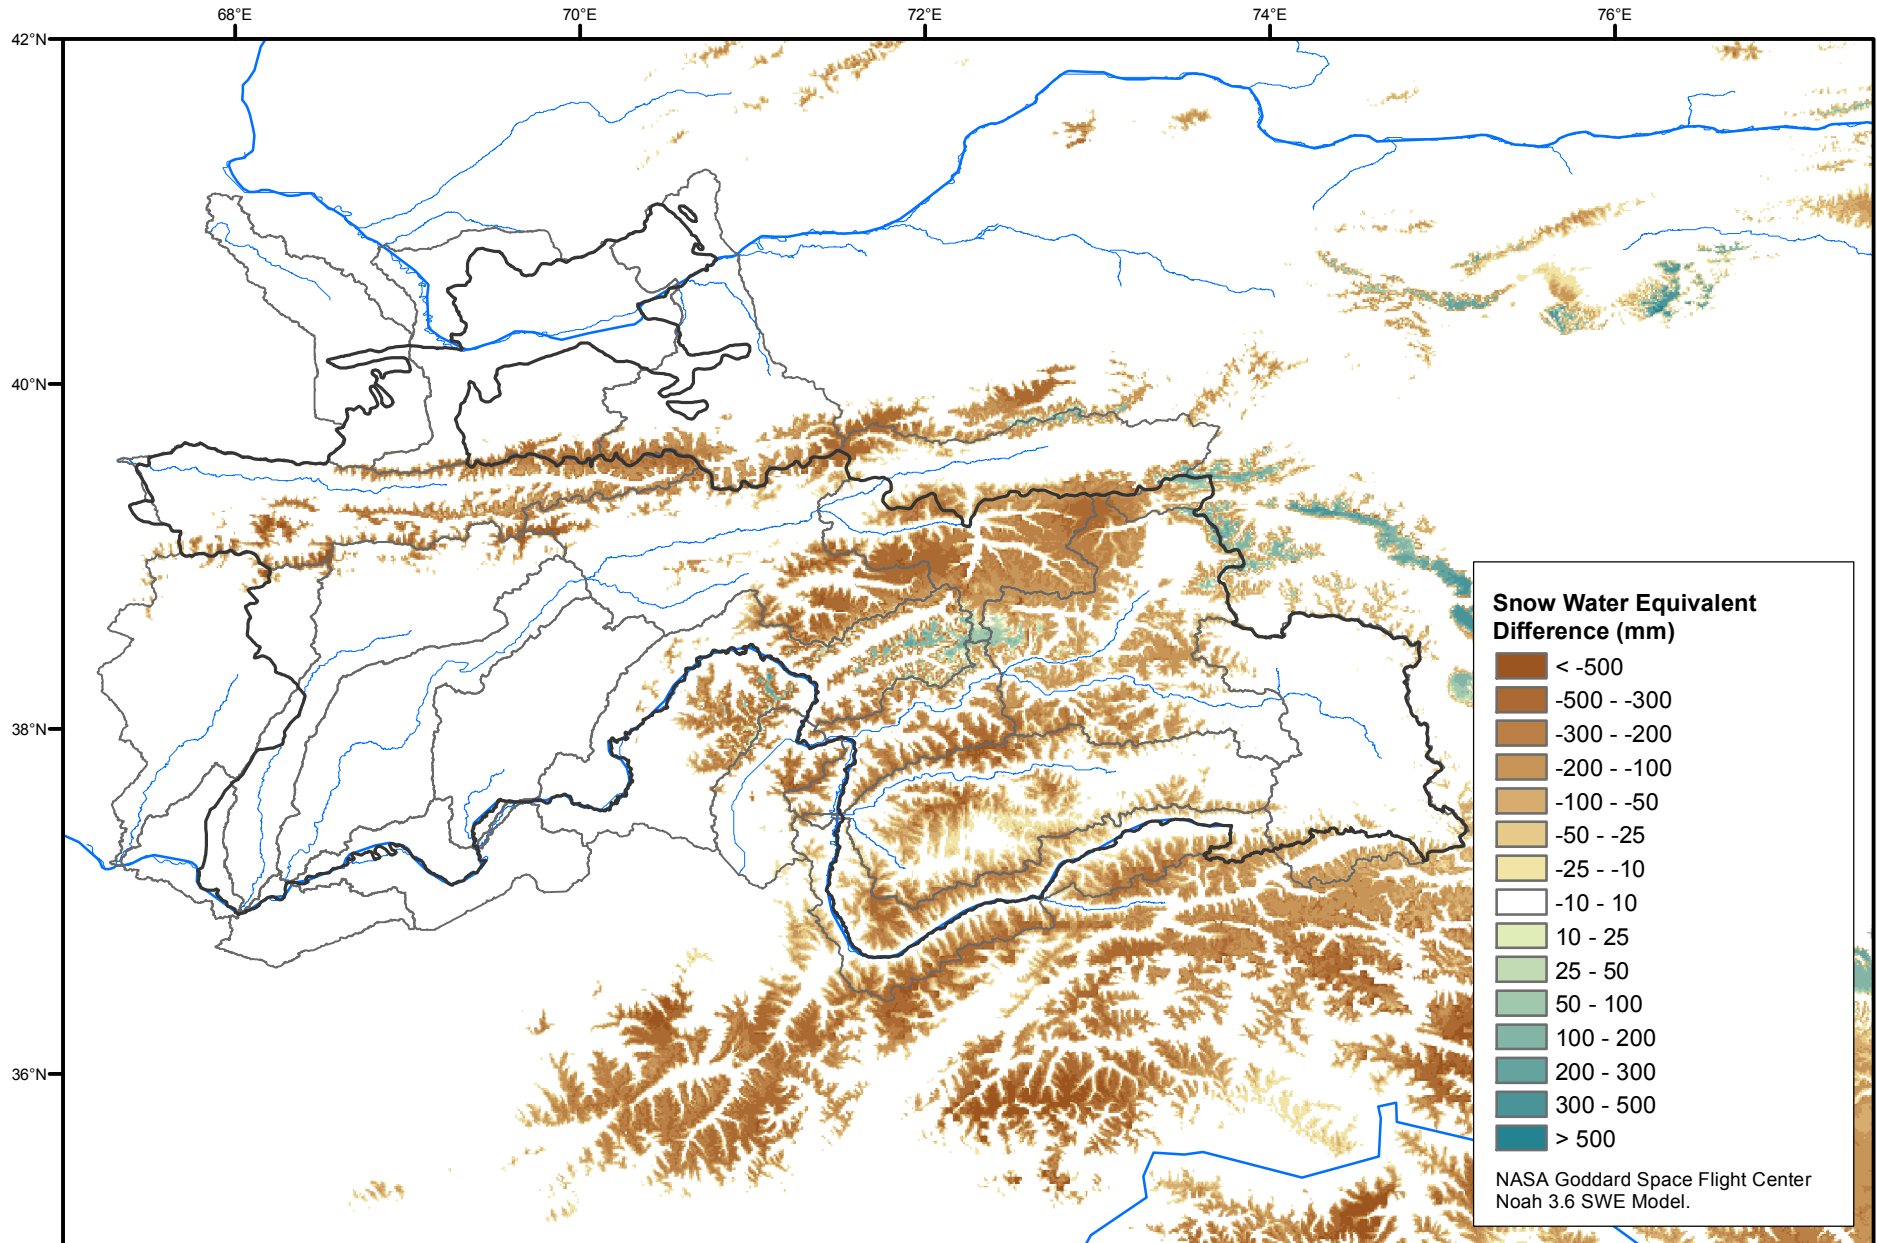 68°E
70°E
72°E
74°E
76°E
42°N
40°N
38°N
36°N
Snow Water Equivalent
Difference (mm)
< -500
-500 - -300
-300 - -200
-200 - -100
-100 - -50
-50 - -25
-25 - -10
-10 - 10
10 - 25
25 - 50
50 - 100
100 - 200
200 - 300
300 - 500
> 500
NASA Goddard Space Flight Center
Noah 3.6 SWE Model.